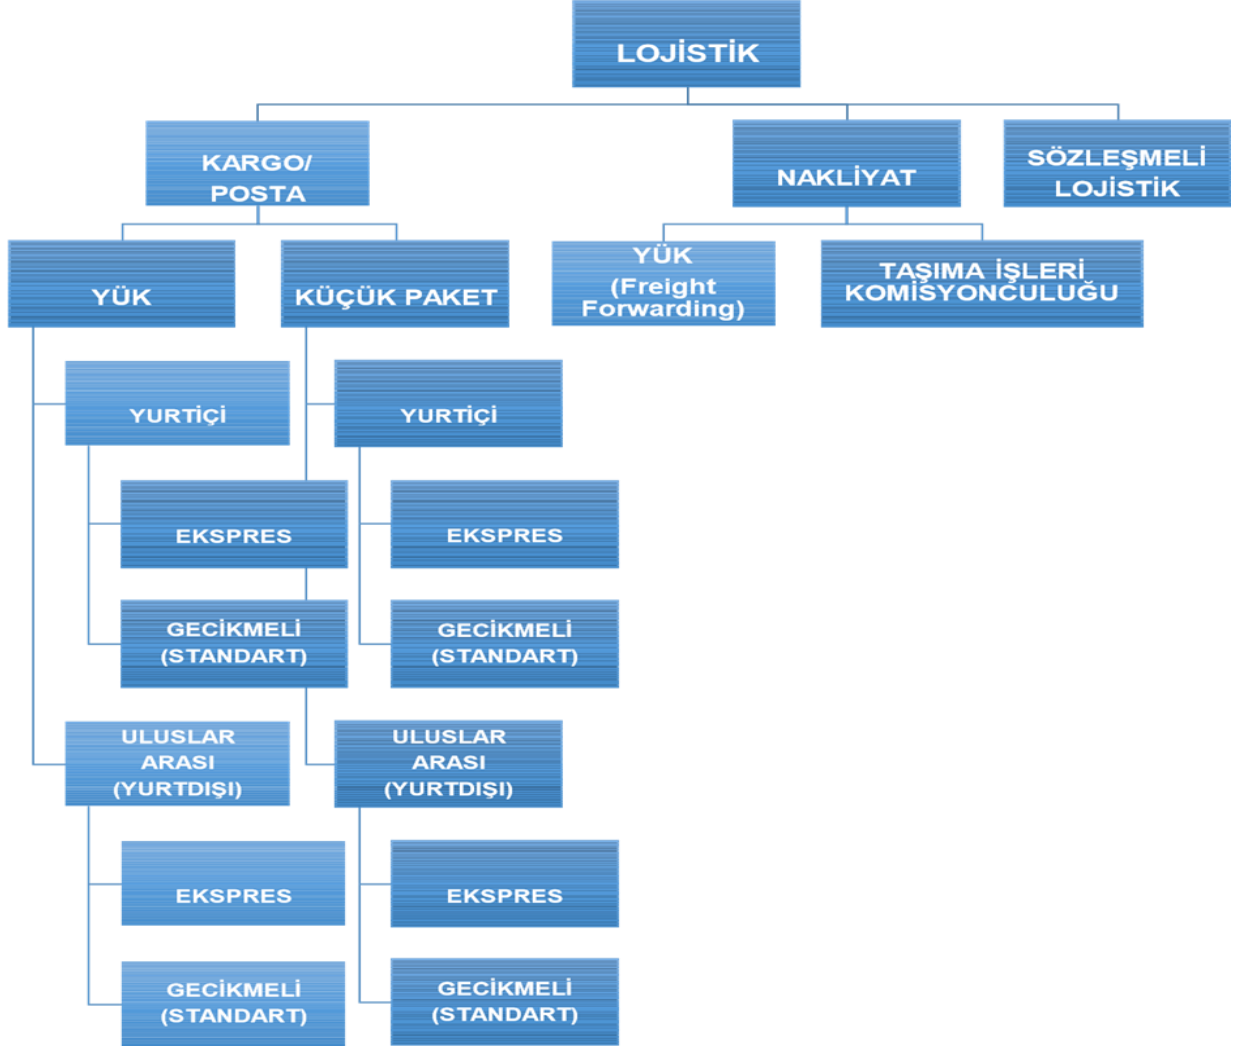 LOJİSTİK
KARGO/
POSTA
NAKLİYAT
SÖZLEŞMELİ
LOJİSTİK
YÜK
KÜÇÜK PAKET
YÜK
(Freight
Forwarding)
TAŞIMA İŞLERİ
KOMİSYONCULUĞU
YURTİÇİ
YURTİÇİ
EKSPRES
EKSPRES
GECİKMELİ
(STANDART)
GECİKMELİ
(STANDART)
ULUSLAR
ARASI
(YURTDIŞI)
ULUSLAR
ARASI
(YURTDIŞI)
EKSPRES
EKSPRES
GECİKMELİ
(STANDART)
GECİKMELİ
(STANDART)